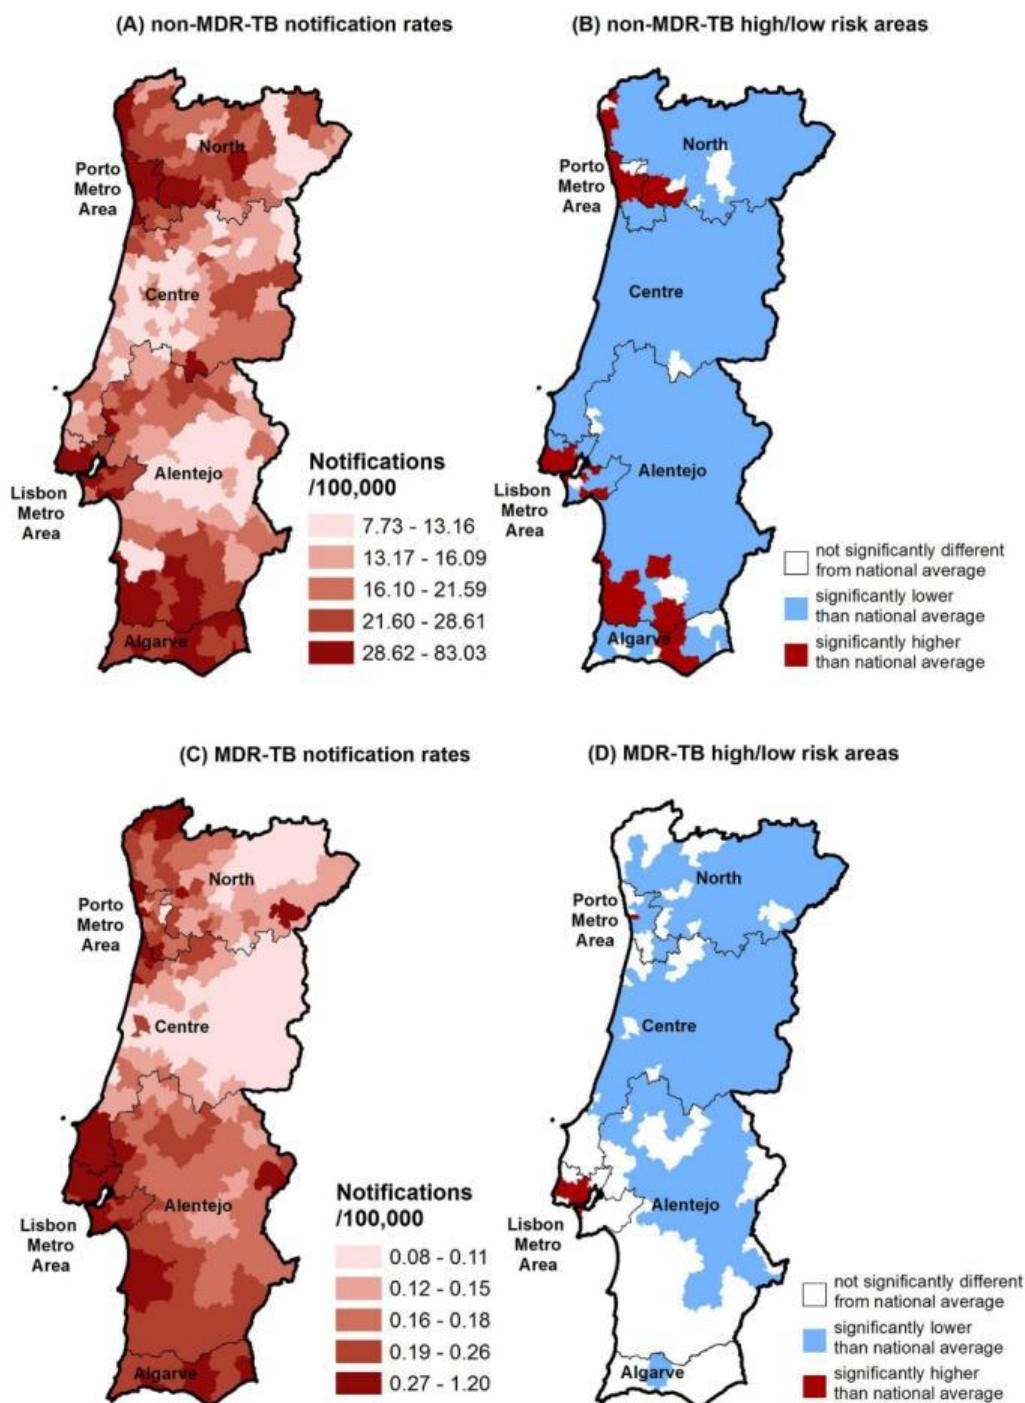 (A) non-MDR-TB notification rates
(B) non-MDR-TB high/low risk areas
North
Porto
Metro
Area
Centre
Alentejo
Lisbon
Metro
Area
Algarve
Notifications
/100,000
7.73 - 13.16
13.17 - 16.09
16.10 - 21.59
21.60 - 28.61
28.62 - 83.03
North
Porto
Metro
Area
Centre
Alentejo
Lisbon
Metro
Area
Algarve
not significantly different
from national average
significantly lower
than national average
significantly higher
than national average
(C) MDR-TB notification rates
(D) MDR-TB high/low risk areas
North
Porto
Metro
Area
Centre
Alentejo
Lisbon
Metro
Area
Algarve
Notifications
/100,000
0.08 - 0.11
0.12 - 0.15
0.16 - 0.18
0.19 - 0.26
0.27 - 1.20
North
Porto
Metro
Area
Centre
Alentejo
Lisbon
Metro
Area
Algarve
not significantly different
from national average
significantly lower
than national average
significantly higher
than national average